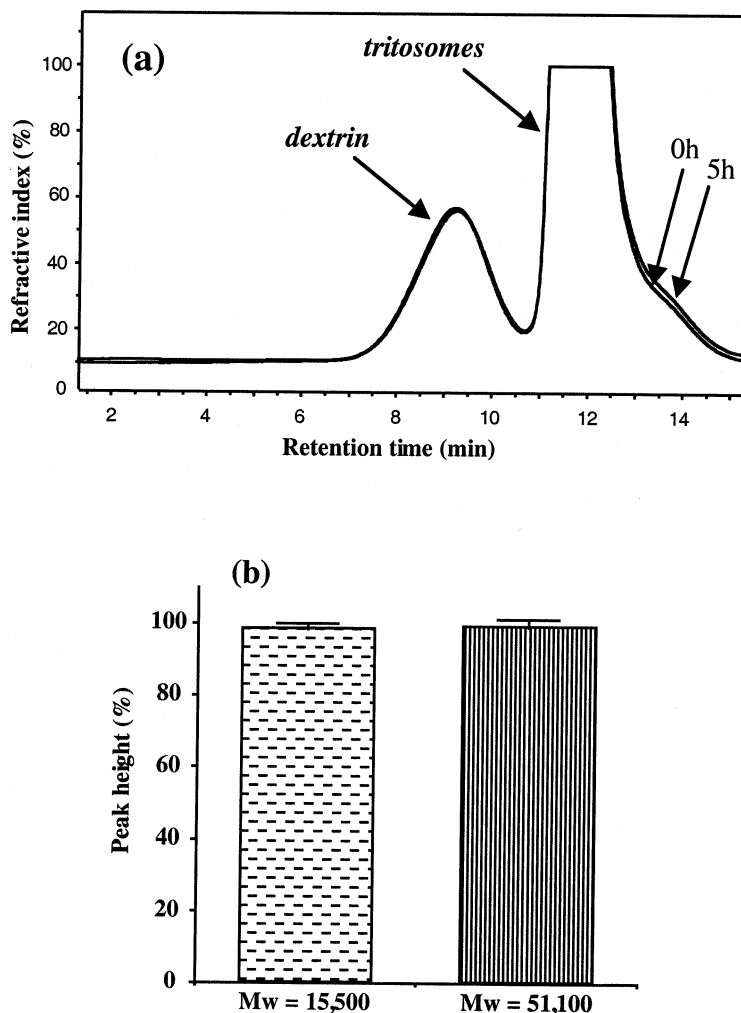 (a)
tritosomes
dextrin
0h
5h
Refractive index (%)
100
80
60
40
20
0
2 4 6 8 10 12 14
Retention time (min)
(b)
Peak height (%)
100
80
60
40
20
0
Mw = 15,500 Mw = 51,100